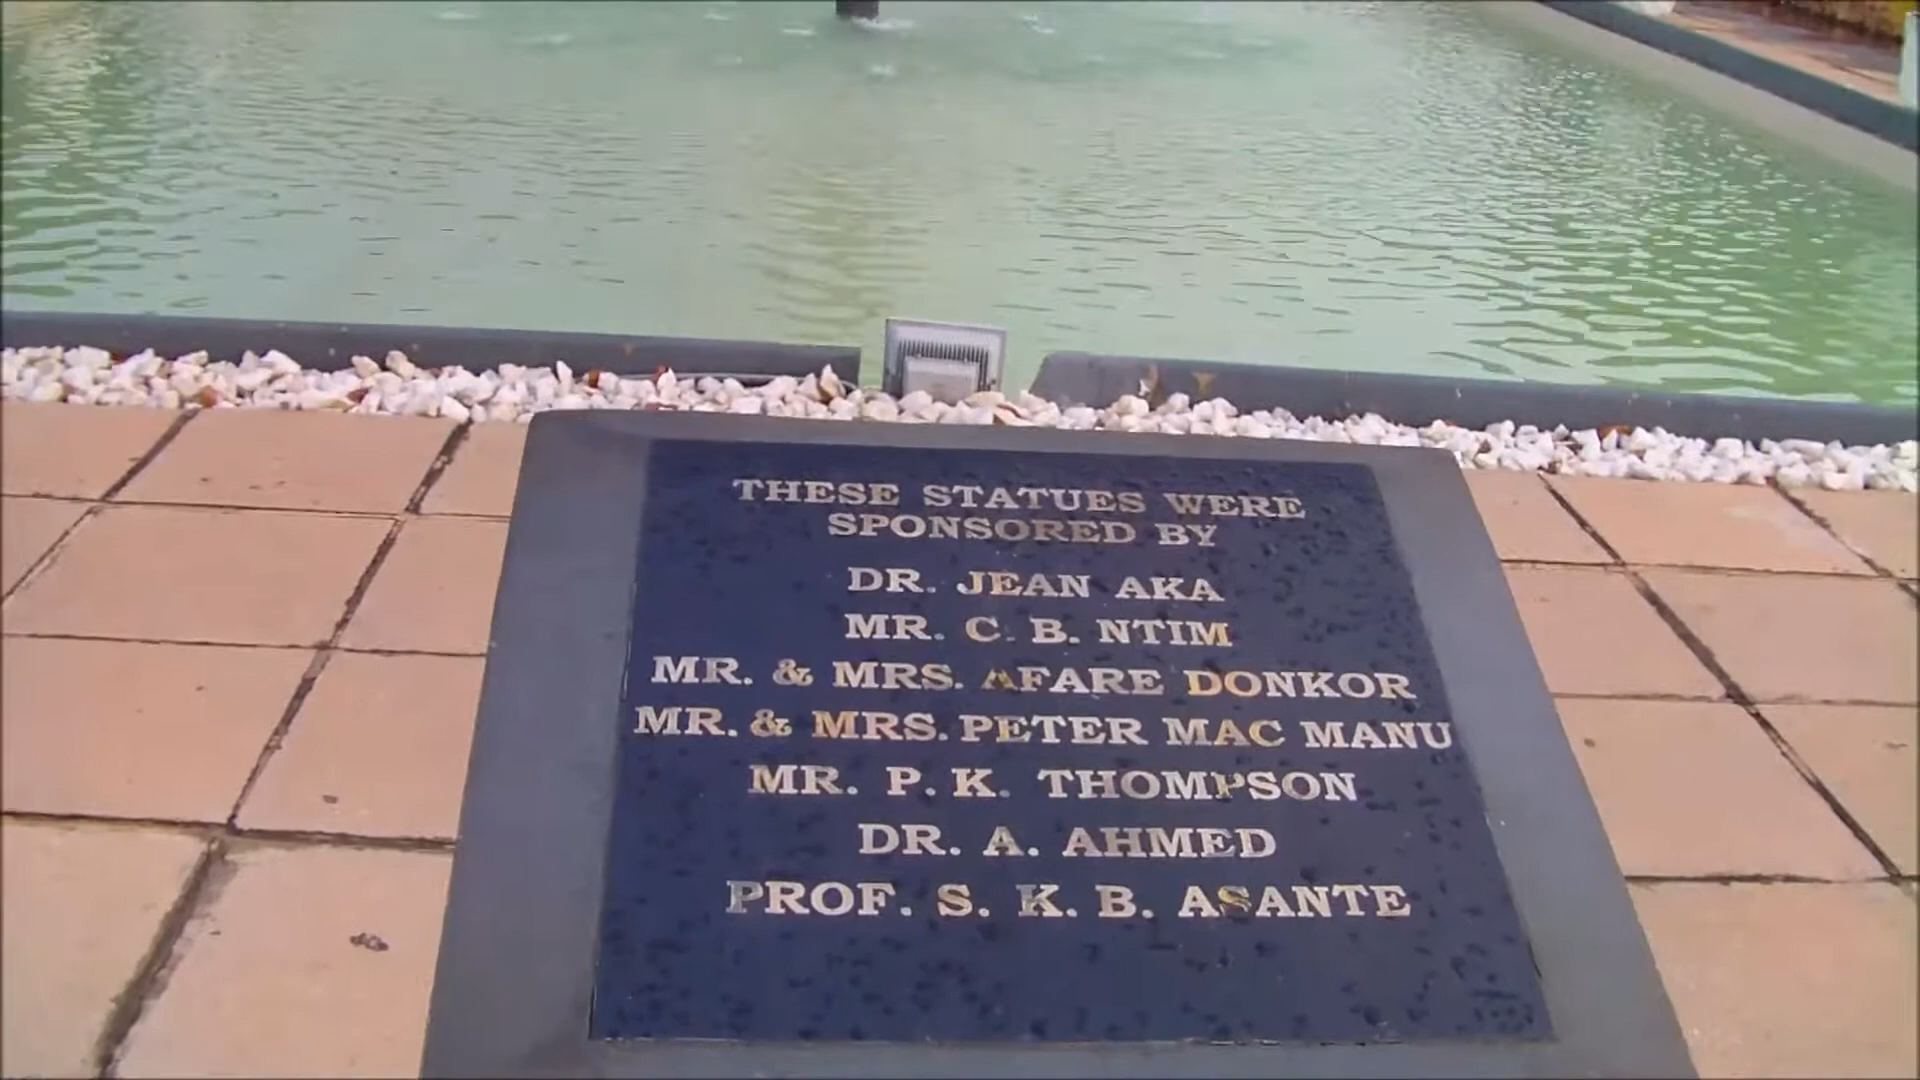 THESE STATUES WERE
SPONSORED BY
DR. JEAN AKA
MR. C. B. NTIM
MR. & MRS. AFARE DONKOR
MR. & MRS. PETER MAC MANU
MR. P. K. THOMPSON
DR. A. AHMED
PROF. S. K. B. ASANTE